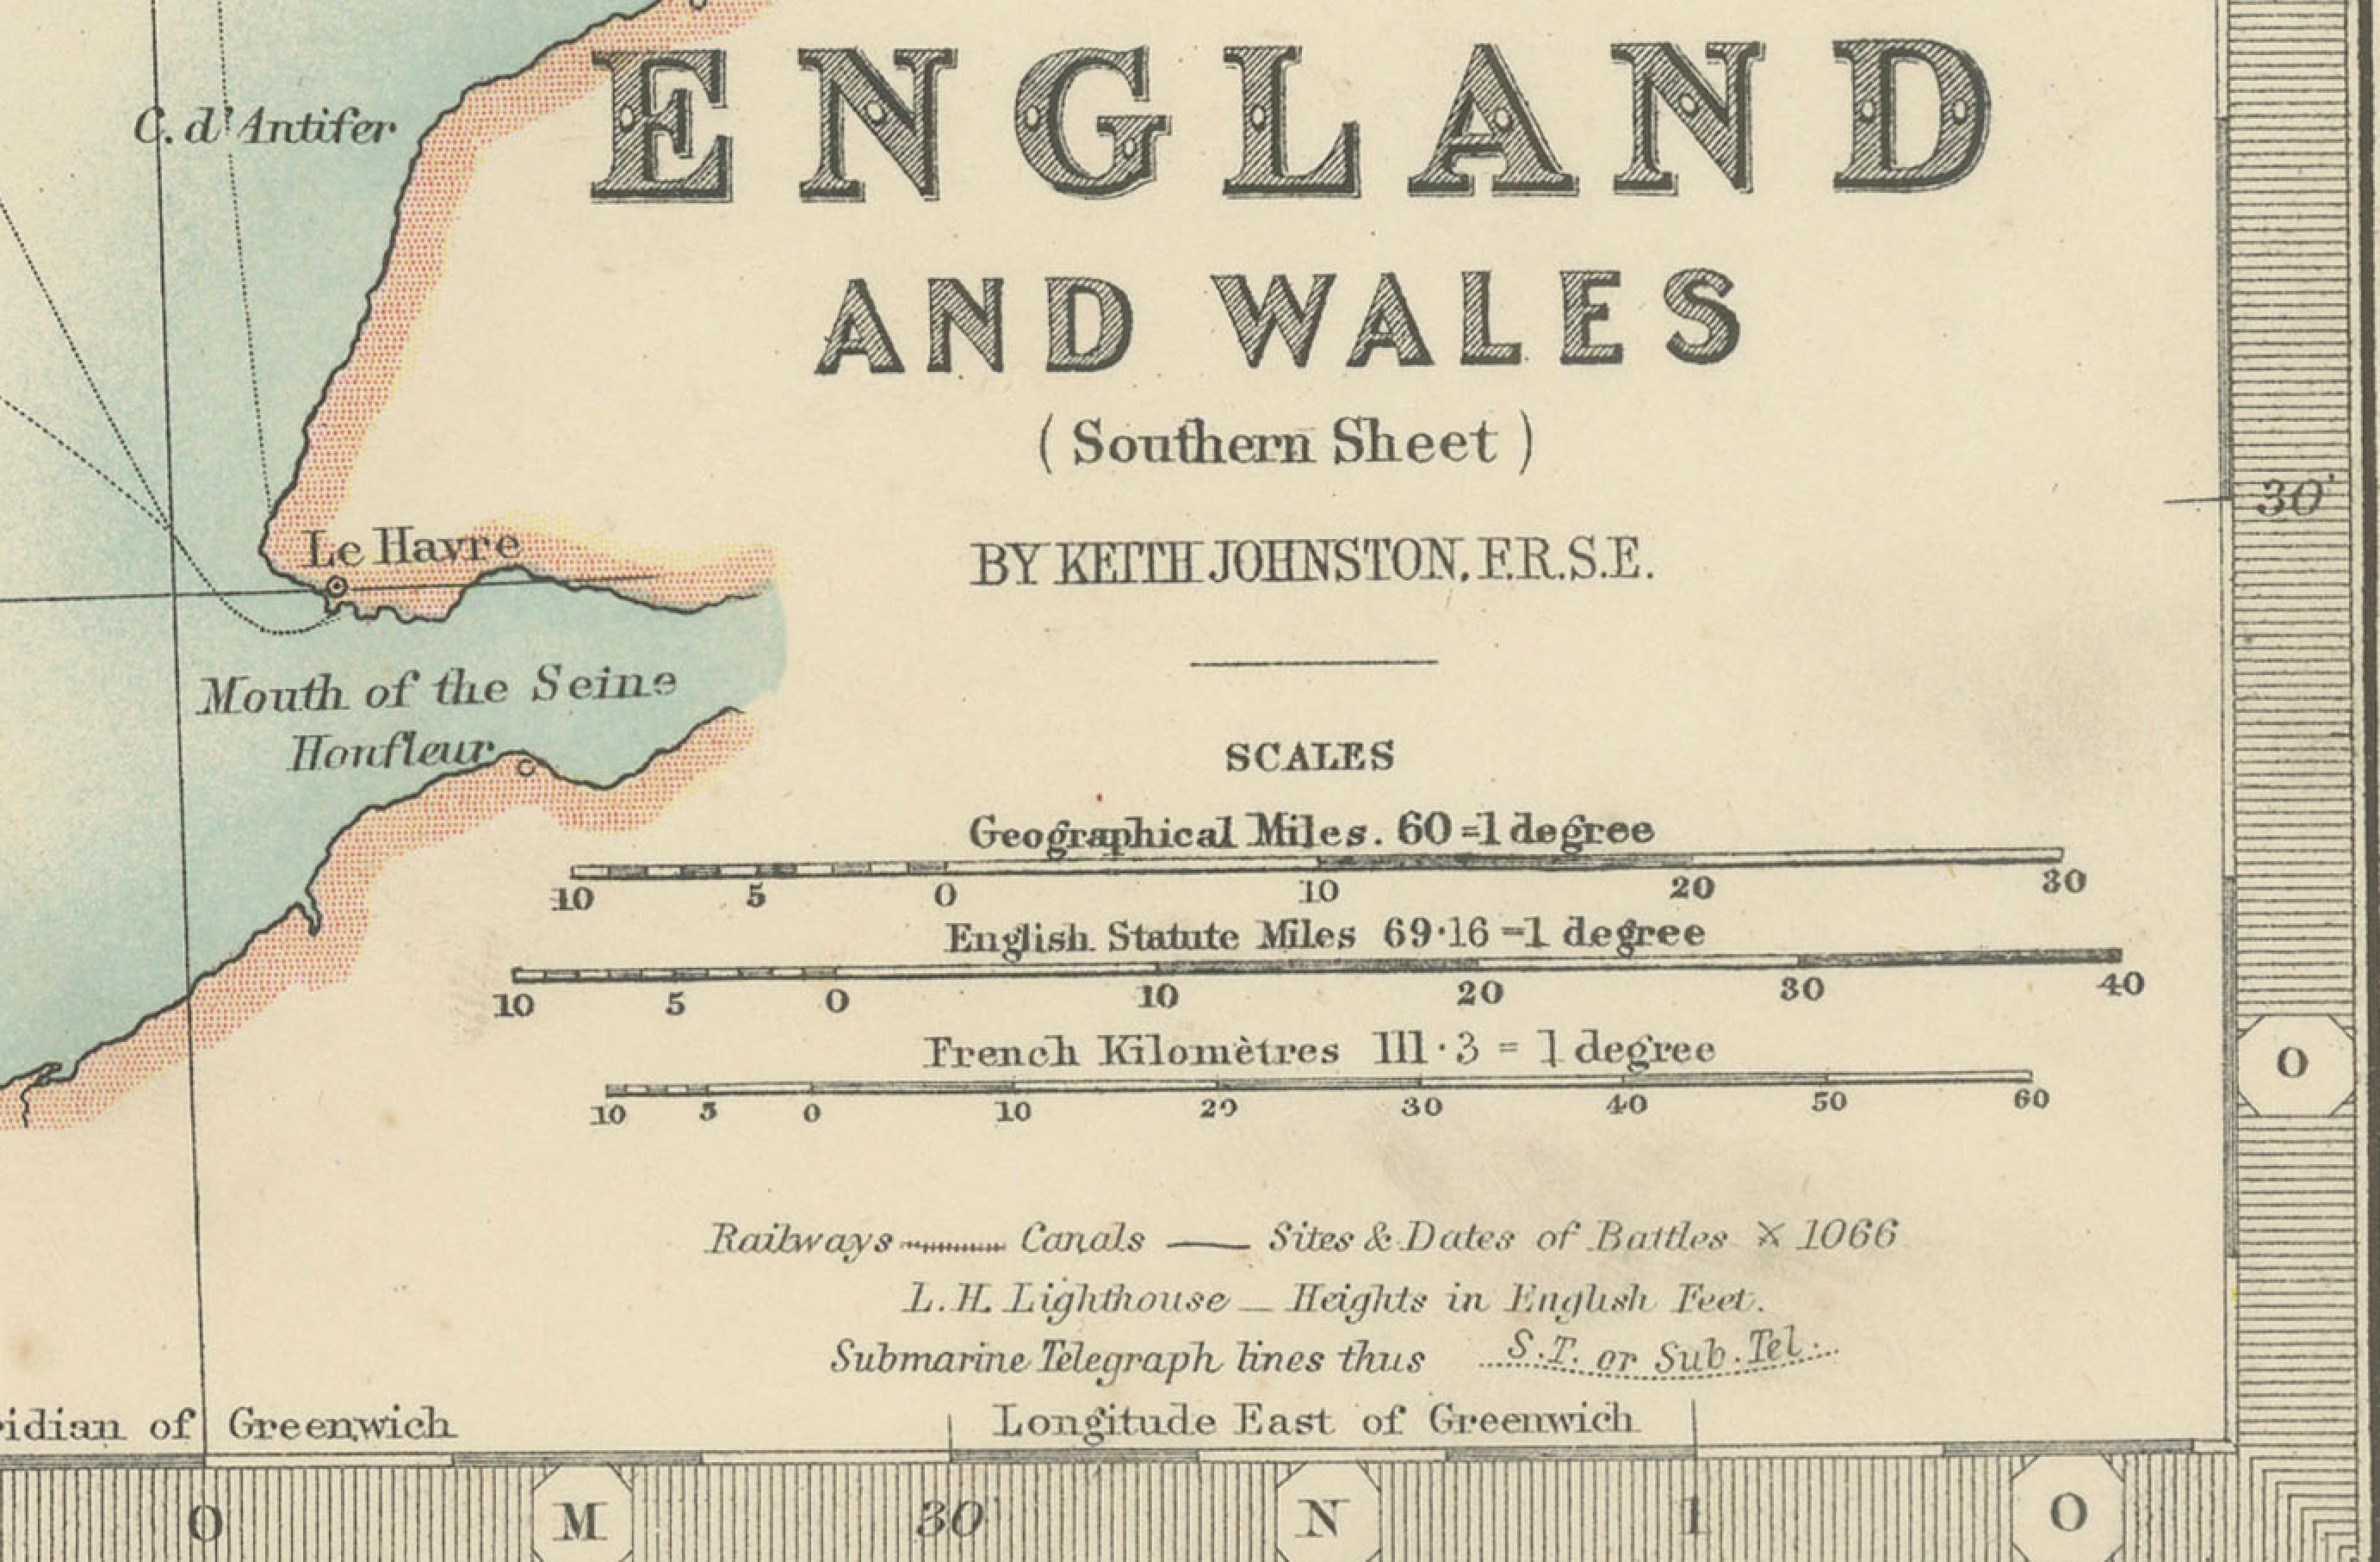 C. d'Antifer
ENGLAND
AND WALES
(Southern Sheet)
BY KEITH JOHNSTON, F.R.S.E.
30'
Le Havre
Mouth of the Seine
Honfleur
SCALES
Geographical Miles. 60 = 1 degree
10 5 0 10 20 30
English Statute Miles 69·16 = 1 degree
10 5 0 10 20 30 40
French Kilomètres 111·3 = 1 degree
10 5 0 10 20 30 40 50 60
O
Railways Canals Sites & Dates of Battles × 1066
L.H. Lighthouse — Heights in English Feet.
Submarine Telegraph lines thus S.T. or Sub. Tel.
idian of Greenwich
Longitude East of Greenwich
0 M 30' N 1 O